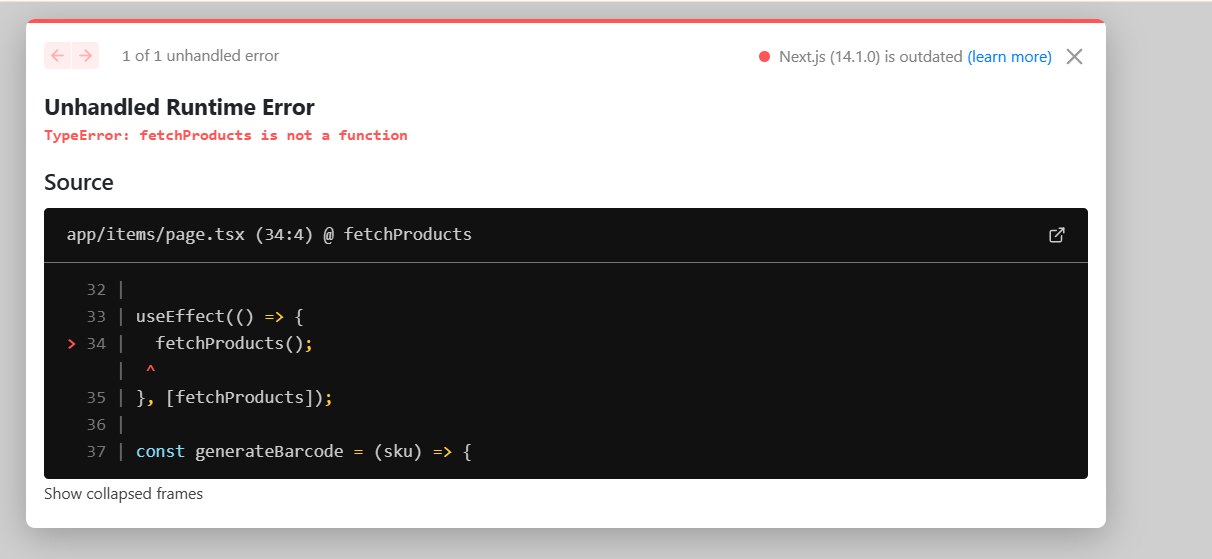 1 of 1 unhandled error
Next.js (14.1.0) is outdated (learn more)
Unhandled Runtime Error
TypeError: fetchProducts is not a function
Source
app/items/page.tsx (34:4) @ fetchProducts
32 |
33 | useEffect(() => {
> 34 |   fetchProducts();
|  ^
35 | }, [fetchProducts]);
36 |
37 | const generateBarcode = (sku) => {
Show collapsed frames